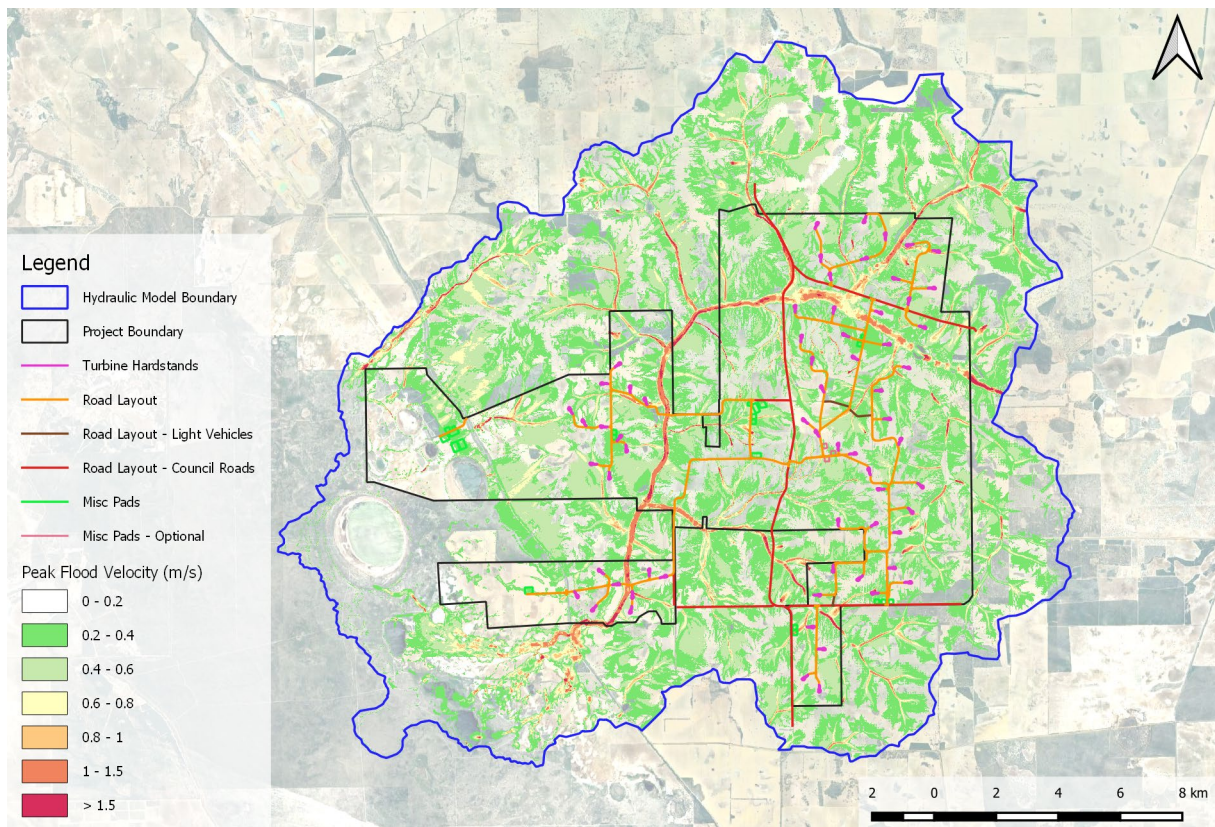 Legend
Hydraulic Model Boundary
Project Boundary
Turbine Hardstands
Road Layout
Road Layout - Light Vehicles
Road Layout - Council Roads
Misc Pads
Misc Pads - Optional
Peak Flood Velocity (m/s)
0 - 0.2
0.2 - 0.4
0.4 - 0.6
0.6 - 0.8
0.8 - 1
1 - 1.5
> 1.5
2 0 2 4 6 8 km